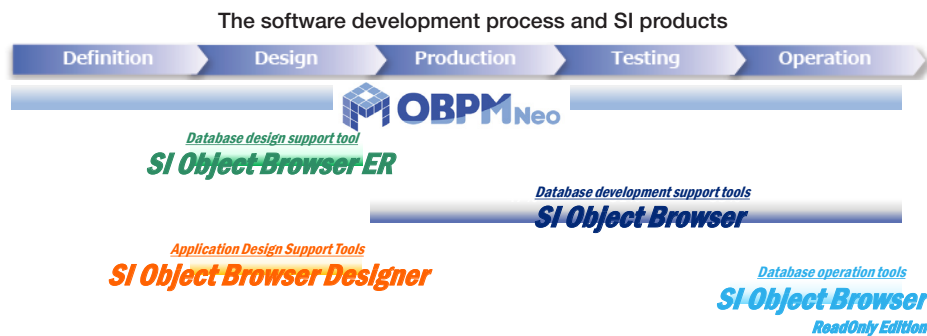 The software development process and SI products
Definition Design Production Testing Operation
OBPM Neo
Database design support tool
SI Object Browser ER
Database development support tools
SI Object Browser
Application Design Support Tools
SI Object Browser Designer
Database operation tools
SI Object Browser
ReadOnly Edition